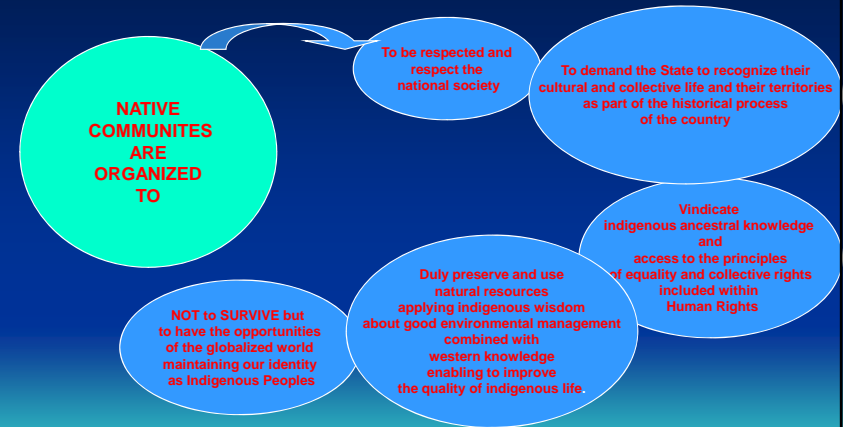 NATIVE
COMMUNITES
ARE
ORGANIZED
TO
To be respected and
respect the
national society
To demand the State to recognize their
cultural and collective life and their territories
as part of the historical process
of the country
Vindicate
indigenous ancestral knowledge
and
access to the principles
of equality and collective rights
included within
Human Rights
Duly preserve and use
natural resources
applying indigenous wisdom
about good environmental management
combined with
western knowledge
enabling to improve
the quality of indigenous life.
NOT to SURVIVE but
to have the opportunities
of the globalized world
maintaining our identity
as Indigenous Peoples